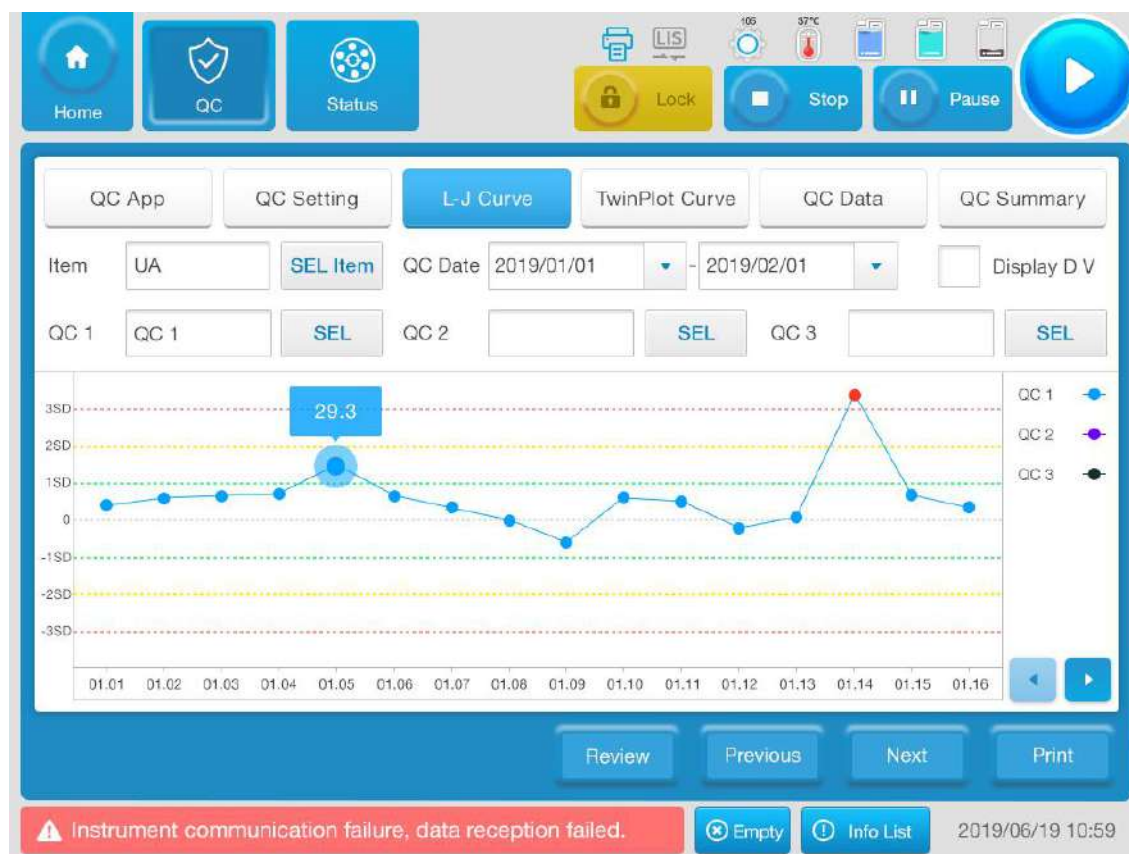 105 37°C
LIS
Home QC Status Lock Stop Pause
QC App QC Setting L-J Curve TwinPlot Curve QC Data QC Summary
Item UA SEL Item QC Date 2019/01/01 - 2019/02/01 Display D V
QC 1 QC 1 SEL QC 2 SEL QC 3 SEL
3SD
29.3
2SD
1SD
0
-1SD
-2SD
-3SD
01.01 01.02 01.03 01.04 01.05 01.06 01.07 01.08 01.09 01.10 01.11 01.12 01.13 01.14 01.15 01.16
QC 1
QC 2
QC 3
Review Previous Next Print
Instrument communication failure, data reception failed. Empty Info List 2019/06/19 10:59